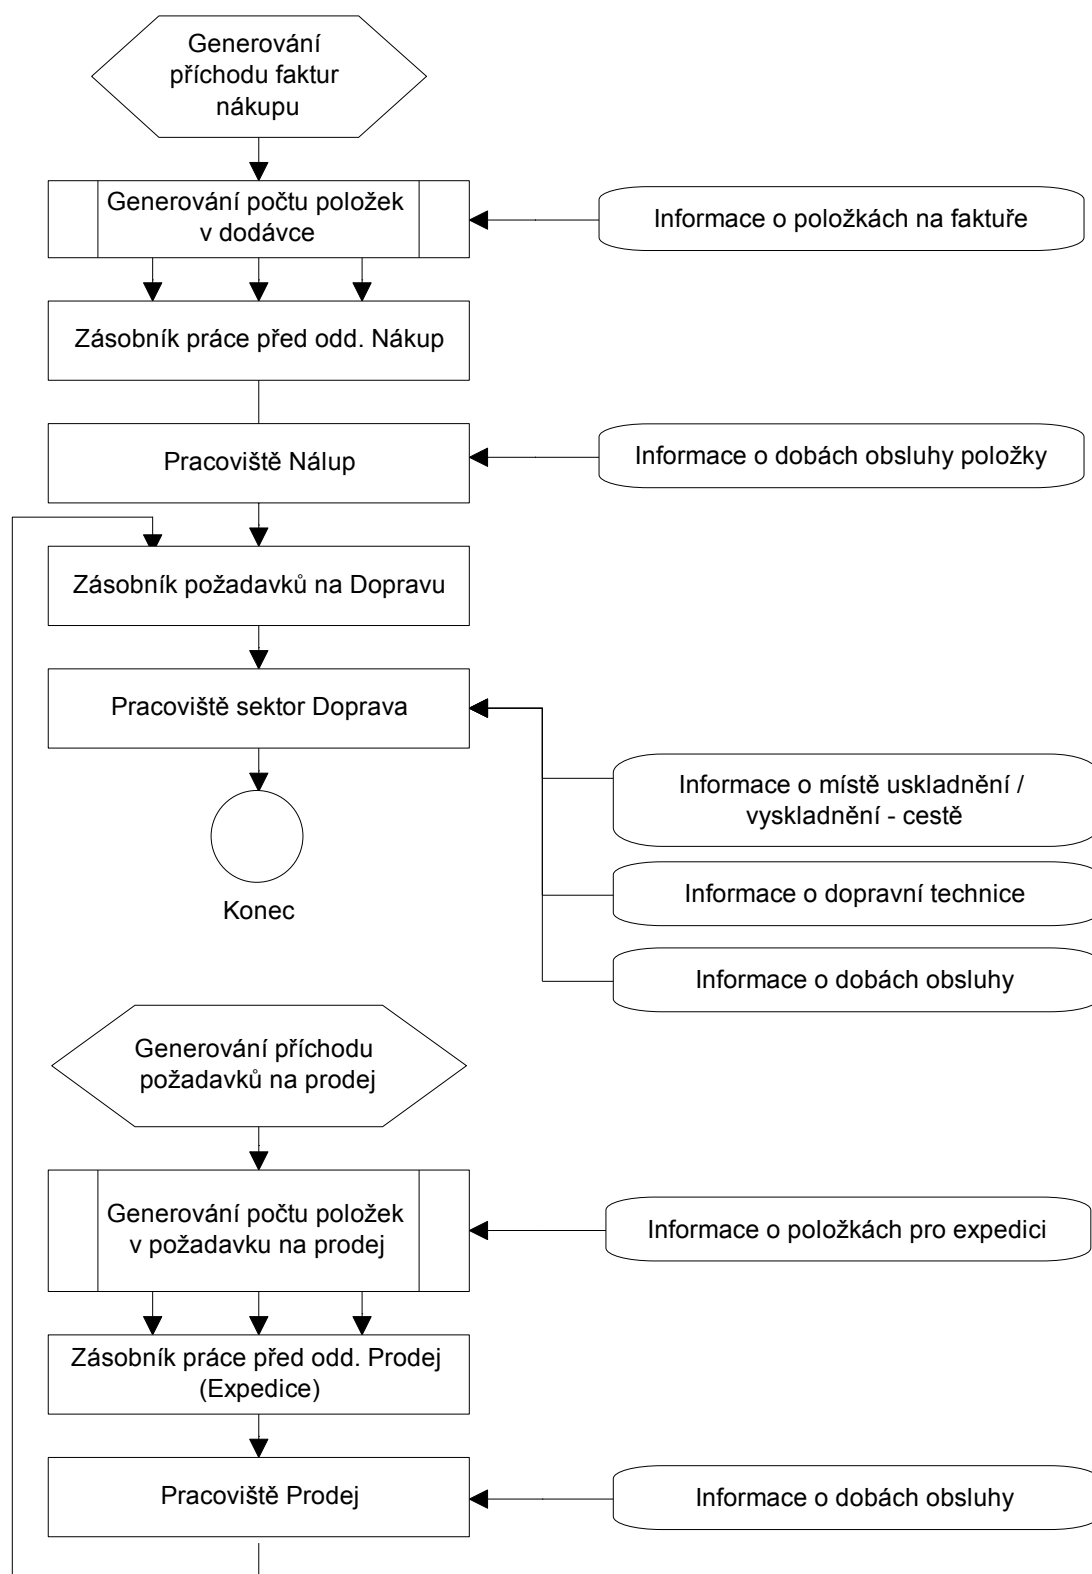 Generování
příchodu faktur
nákupu
Generování počtu položek
v dodávce
Informace o položkách na faktuře
Zásobník práce před odd. Nákup
Pracoviště Nálup
Informace o dobách obsluhy položky
Zásobník požadavků na Dopravu
Pracoviště sektor Doprava
Informace o místě uskladnění /
vyskladnění - cestě
Informace o dopravní technice
Konec
Informace o dobách obsluhy
Generování příchodu
požadavků na prodej
Generování počtu položek
v požadavku na prodej
Informace o položkách pro expedici
Zásobník práce před odd. Prodej
(Expedice)
Pracoviště Prodej
Informace o dobách obsluhy